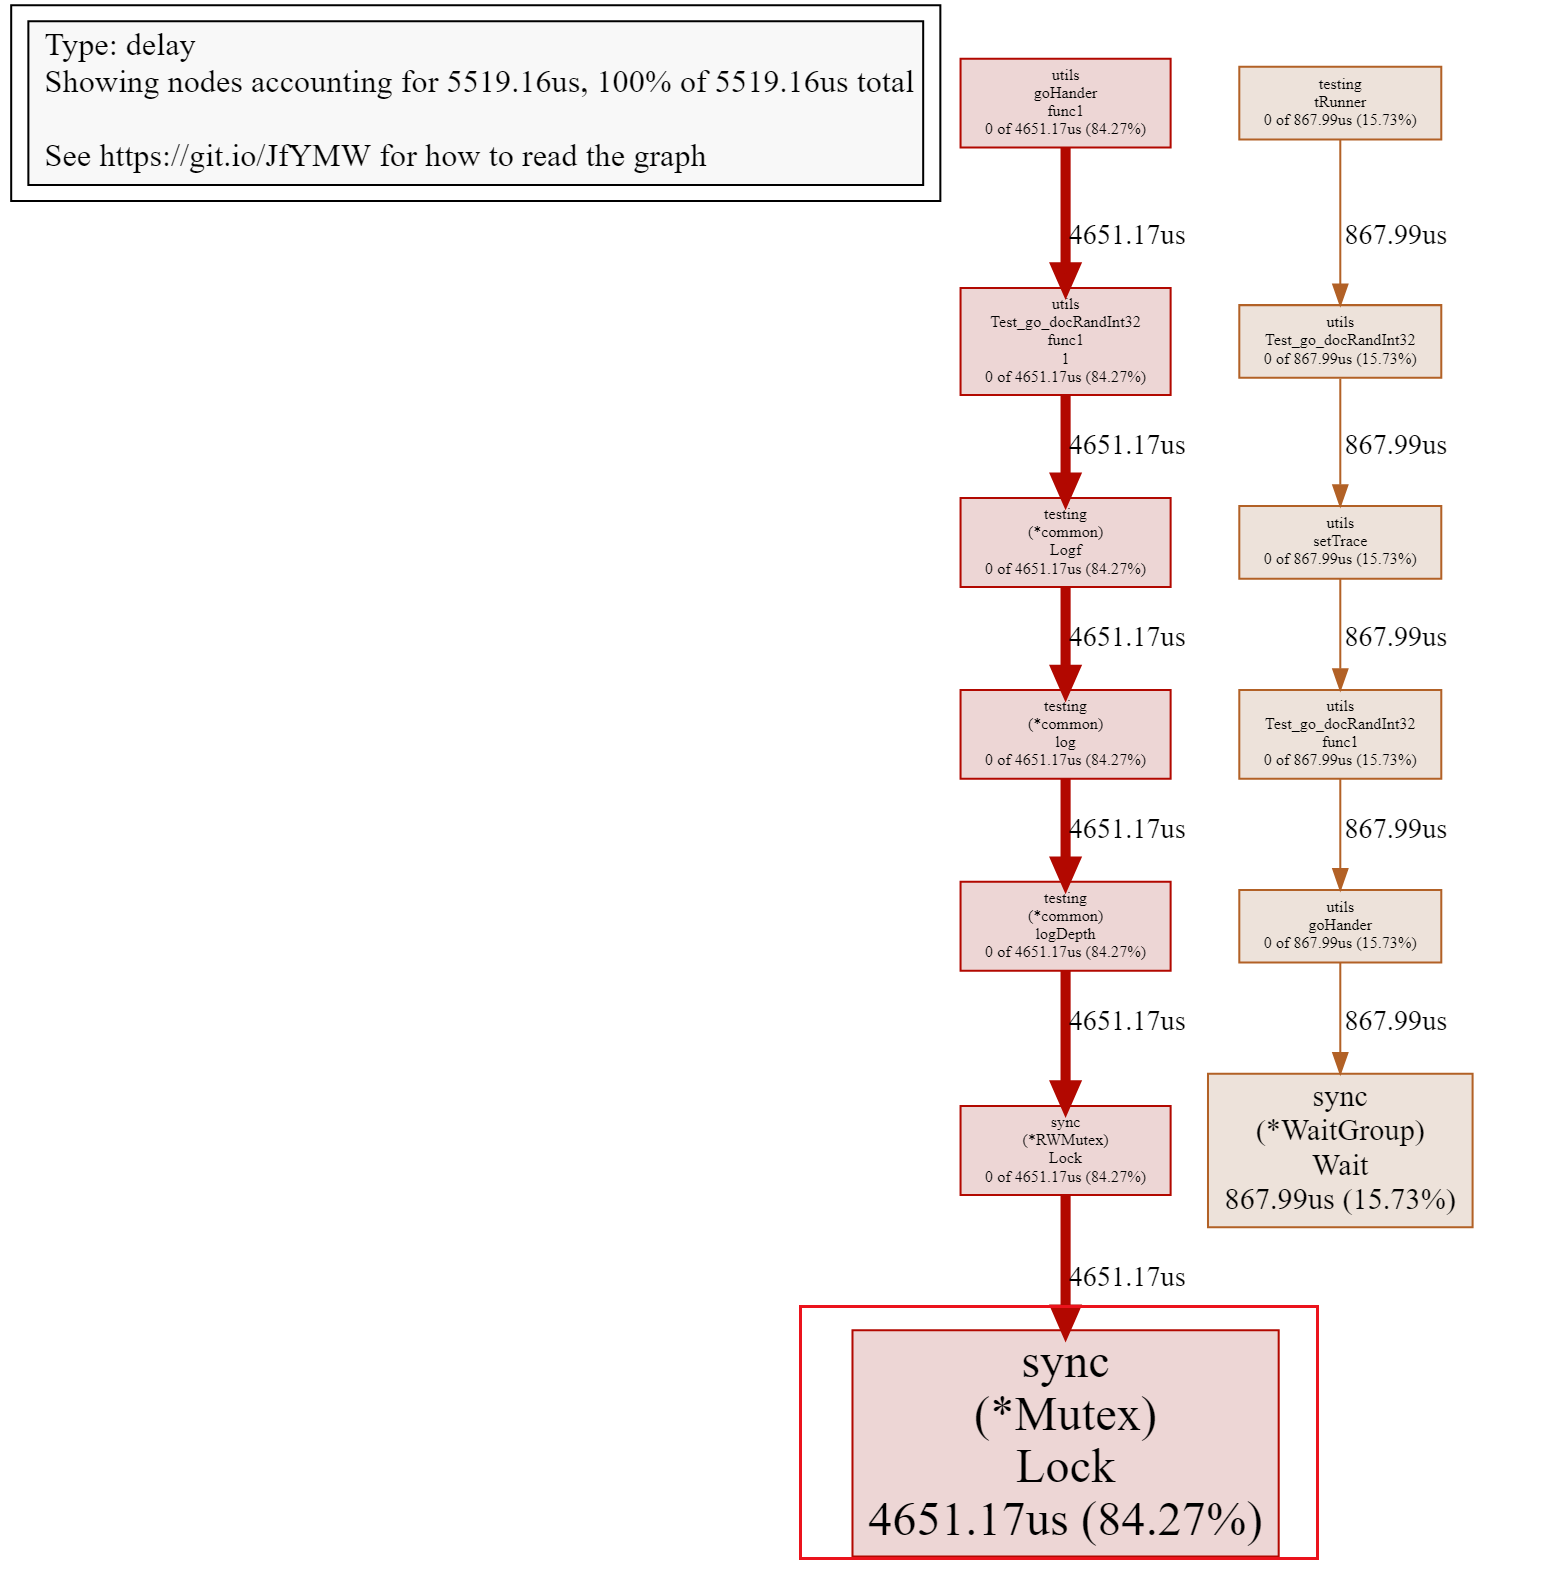 Type: delay
Showing nodes accounting for 5519.16us, 100% of 5519.16us total
See https://git.io/JfYMW for how to read the graph
utils
goHander
func1
0 of 4651.17us (84.27%)
4651.17us
utils
Test_go_docRandInt32
func1
1
0 of 4651.17us (84.27%)
4651.17us
testing
(*common)
Logf
0 of 4651.17us (84.27%)
4651.17us
testing
(*common)
log
0 of 4651.17us (84.27%)
4651.17us
testing
(*common)
logDepth
0 of 4651.17us (84.27%)
4651.17us
sync
(*RWMutex)
Lock
0 of 4651.17us (84.27%)
4651.17us
sync
(*Mutex)
Lock
4651.17us (84.27%)
testing
tRunner
0 of 867.99us (15.73%)
867.99us
utils
Test_go_docRandInt32
0 of 867.99us (15.73%)
867.99us
utils
setTrace
0 of 867.99us (15.73%)
867.99us
utils
Test_go_docRandInt32
func1
0 of 867.99us (15.73%)
867.99us
utils
goHander
0 of 867.99us (15.73%)
867.99us
sync
(*WaitGroup)
Wait
867.99us (15.73%)